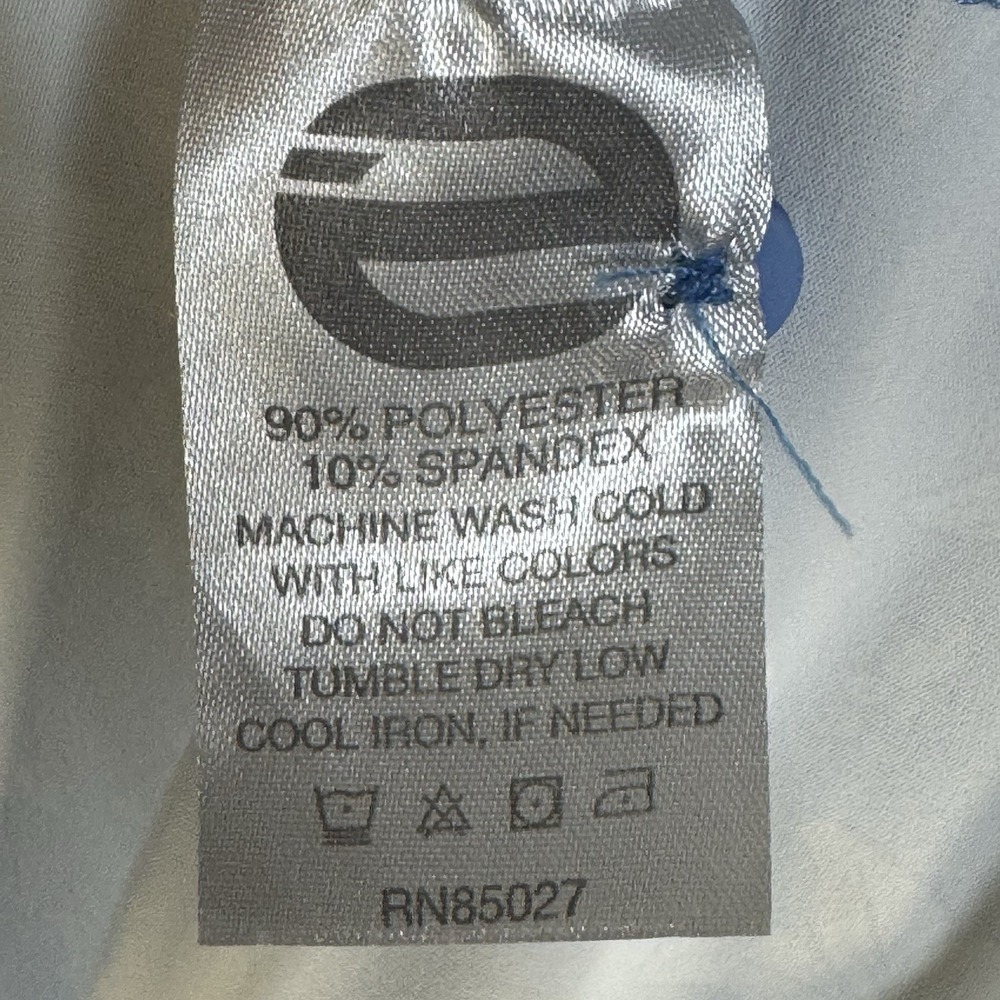 90% POLYESTER
10% SPANDEX
MACHINE WASH COLD
WITH LIKE COLORS
DO NOT BLEACH
TUMBLE DRY LOW
COOL IRON, IF NEEDED
RN85027